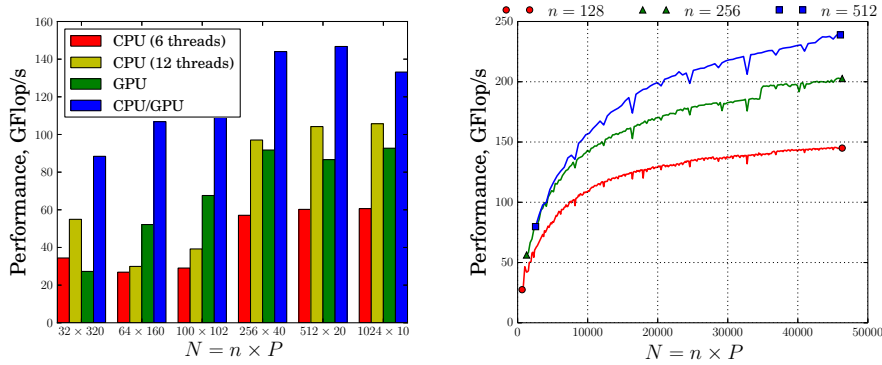 Performance, GFlop/s
160
140
120
100
80
60
40
20
0
CPU (6 threads)
CPU (12 threads)
GPU
CPU/GPU
32 × 320
64 × 160
100 × 102
256 × 40
512 × 20
1024 × 10
N = n × P
n = 128
n = 256
n = 512
Performance, GFlop/s
250
200
150
100
50
0
0
10000
20000
30000
40000
50000
N = n × P